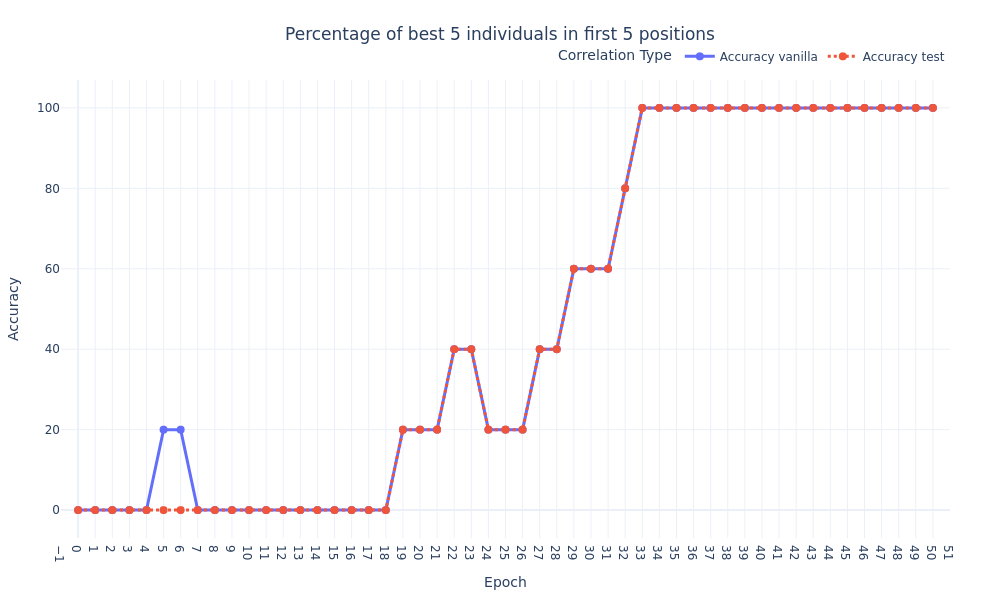 Percentage of best 5 individuals in first 5 positions
Correlation Type Accuracy vanilla Accuracy test
100
80
60
40
20
0
Accuracy
−1 0 1 2 3 4 5 6 7 8 9 10 11 12 13 14 15 16 17 18 19 20 21 22 23 24 25 26 27 28 29 30 31 32 33 34 35 36 37 38 39 40 41 42 43 44 45 46 47 48 49 50 51
Epoch